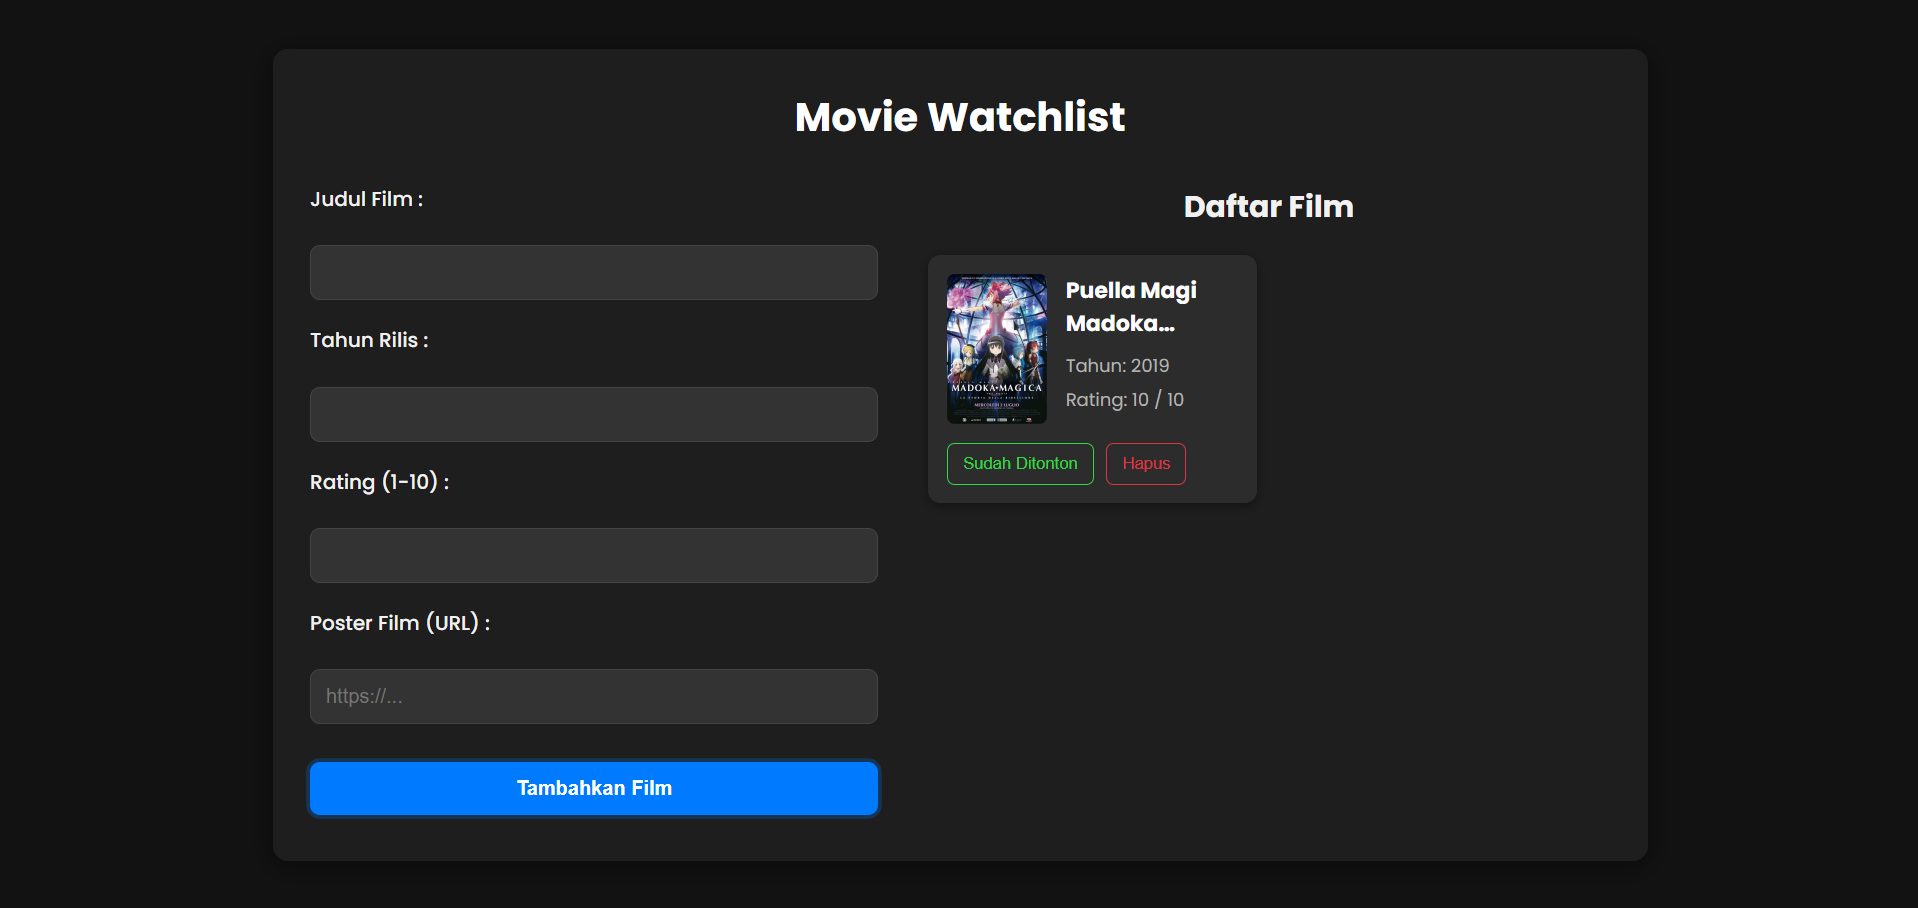 Movie Watchlist
Judul Film :
Tahun Rilis :
Rating (1-10) :
Poster Film (URL) :
https://...
Tambahkan Film
Daftar Film
MADOKA★MAGICA
Puella Magi
Madoka...
Tahun: 2019
Rating: 10 / 10
Sudah Ditonton
Hapus